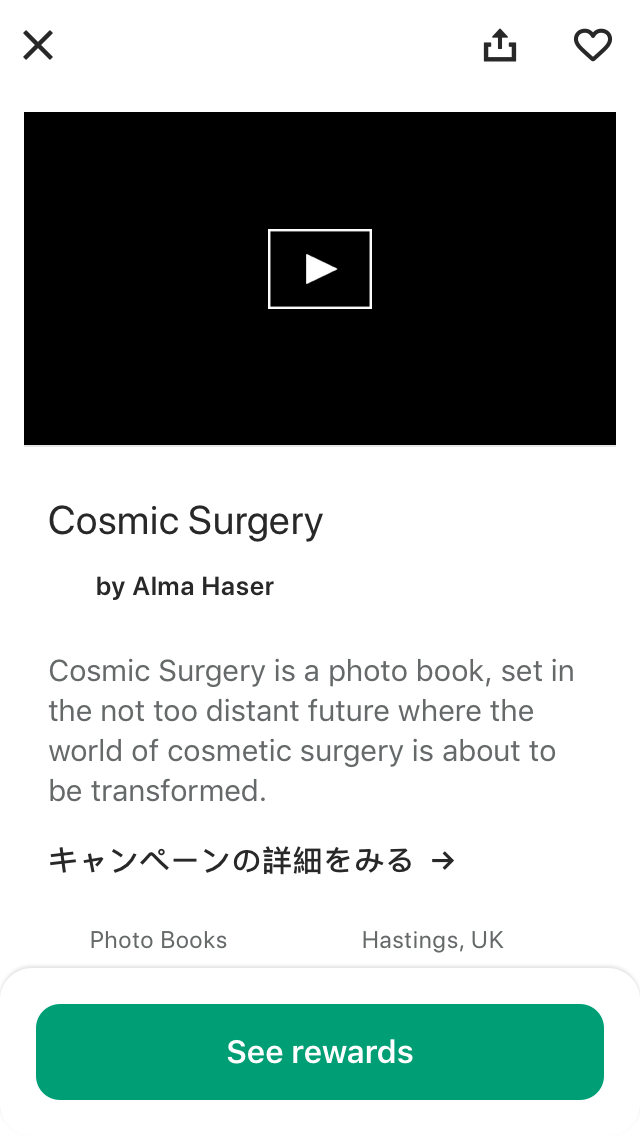 Cosmic Surgery
by Alma Haser
Cosmic Surgery is a photo book, set in
the not too distant future where the
world of cosmetic surgery is about to
be transformed.
キャンペーンの詳細をみる →
Photo Books
Hastings, UK
See rewards